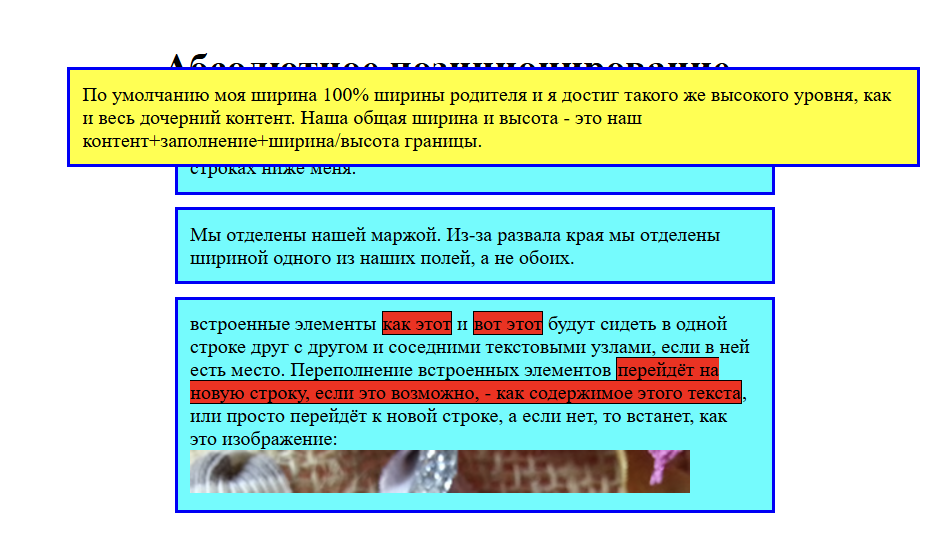 Абсолютное позиционирование
По умолчанию моя ширина 100% ширины родителя и я достиг такого же высокого уровня, как
и весь дочерний контент. Наша общая ширина и высота - это наш
контент+заполнение+ширина/высота границы.
строках ниже меня.
Мы отделены нашей маржой. Из-за развала края мы отделены
шириной одного из наших полей, а не обоих.
встроенные элементы как этот и вот этот будут сидеть в одной
строке друг с другом и соседними текстовыми узлами, если в ней
есть место. Переполнение встроенных элементов перейдёт на
новую строку, если это возможно, - как содержимое этого текста,
или просто перейдёт к новой строке, а если нет, то встанет, как
это изображение: